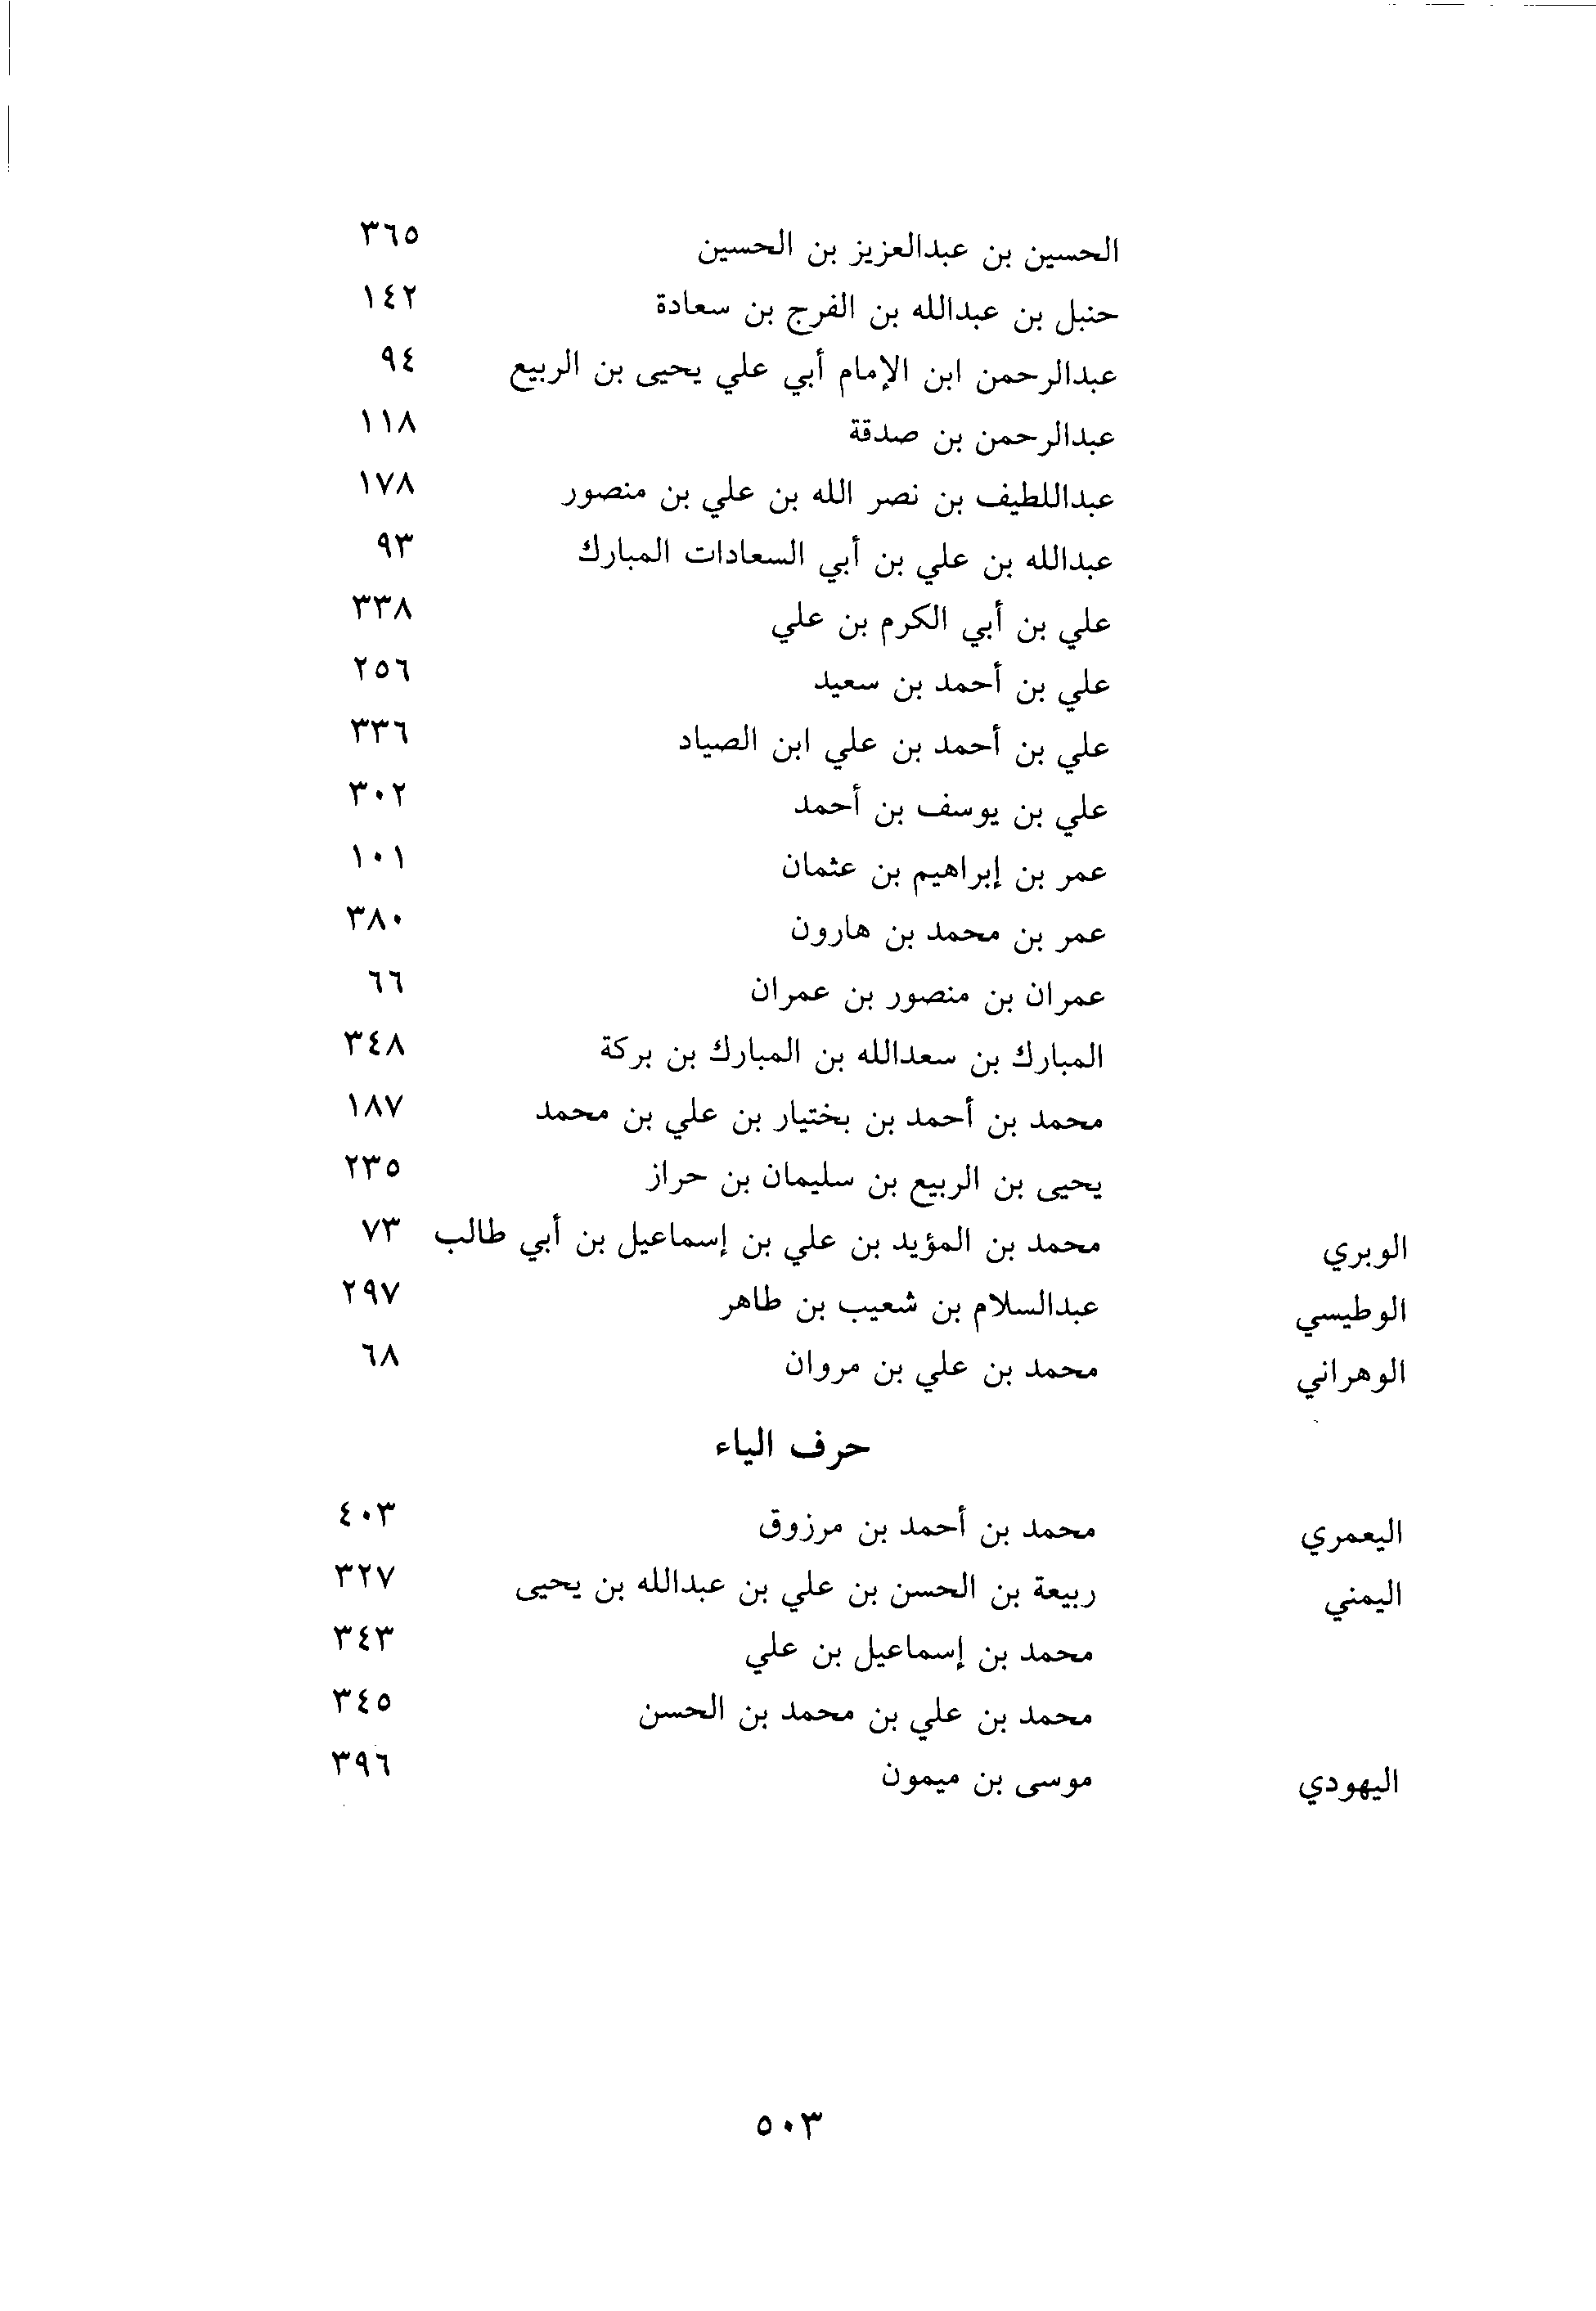 الحسين بن عبدالعزيز بن الحسين ٣٦٥
حنبل بن عبدالله بن الفرج بن سعادة ١٤٢
عبدالرحمن ابن الإمام أبي علي يحيى بن الربيع ٩٤
عبدالرحمن بن صدقة ١١٨
عبداللطيف بن نصر الله بن علي بن منصور ١٧٨
عبدالله بن علي بن أبي السعادات المبارك ٩٣
علي بن أبي الكرم بن علي ٣٣٨
علي بن أحمد بن سعيد ٢٥٦
علي بن أحمد بن علي ابن الصياد ٣٣٦
علي بن يوسف بن أحمد ٣٠٢
عمر بن إبراهيم بن عثمان ١٠١
عمر بن محمد بن هارون ٣٨٠
عمران بن منصور بن عمران ٦٦
المبارك بن سعدالله بن المبارك بن بركة ٣٤٨
محمد بن أحمد بن بختيار بن علي بن محمد ١٨٧
يحيى بن الربيع بن سليمان بن حراز ٢٣٥
الوبري محمد بن المؤيد بن علي بن إسماعيل بن أبي طالب ٧٣
الوطيسي عبدالسلام بن شعيب بن طاهر ٢٩٧
الوهراني محمد بن علي بن مروان ٦٨
حرف الياء
اليعمري محمد بن أحمد بن مرزوق ٤٠٣
اليمني ربيعة بن الحسن بن علي بن عبدالله بن يحيى ٣٢٧
محمد بن إسماعيل بن علي ٣٤٣
محمد بن علي بن محمد بن الحسن ٣٤٥
اليهودي موسى بن ميمون ٣٩٦
٥٠٣